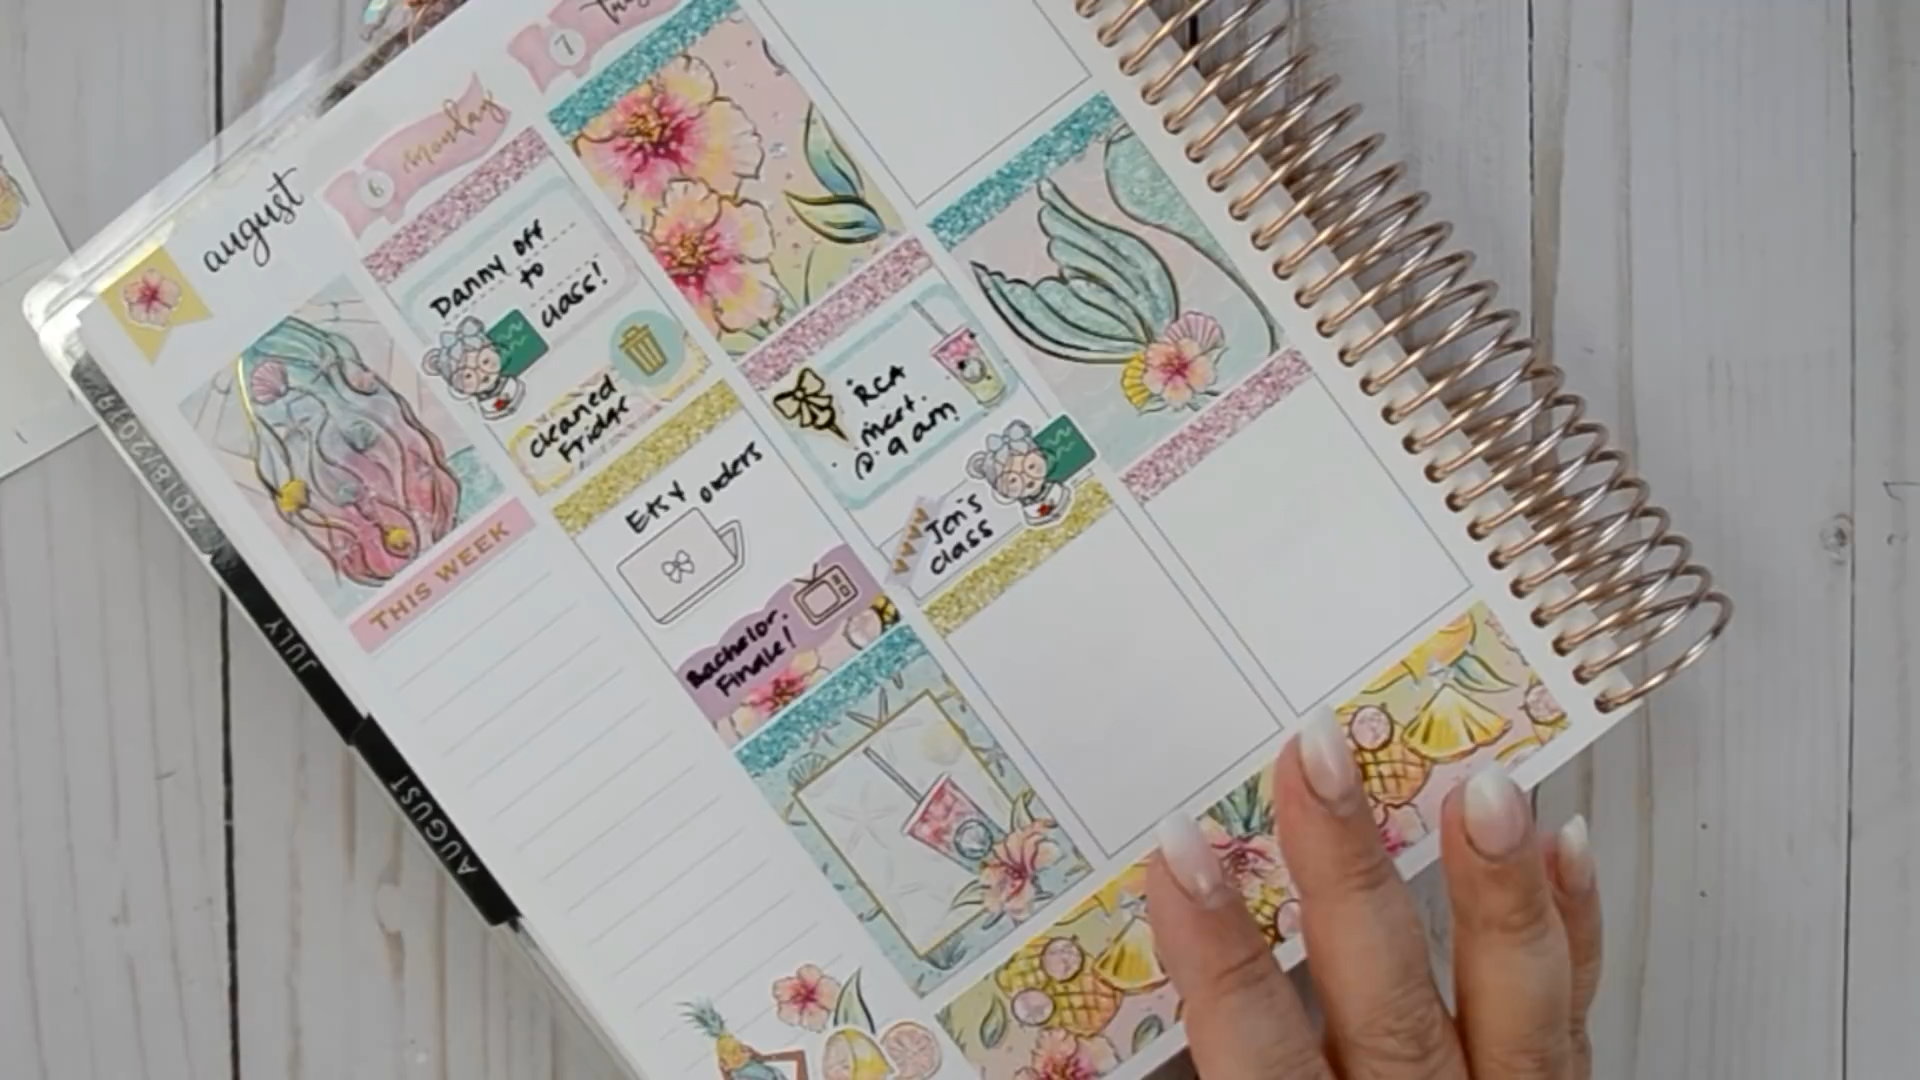 august
6 Monday
7
Danny off
to
class!
cleaned
Fridge
Etsy orders
Bachelor.
Finale!
RCA
meet.
@ 9 am
Jen's
class
THIS WEEK
JULY
AUGUST